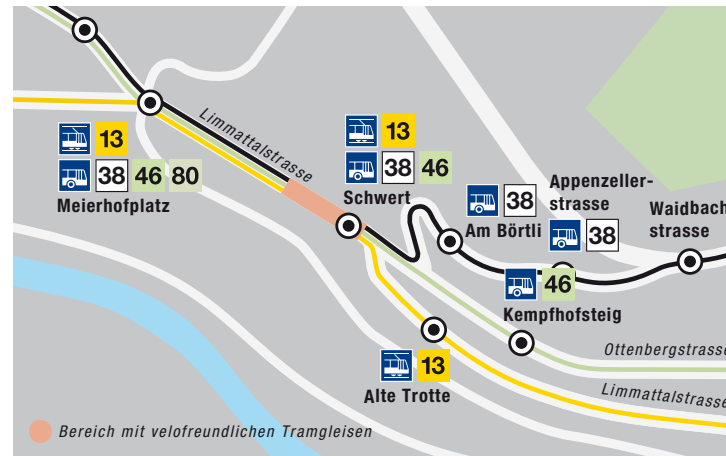 Limmattalstrasse
13
38 46 80
Meierhofplatz
13
38 46
Schwert
38
Am Börtli
Appenzeller-
strasse
38
Waidbach
strasse
46
Kempfhofsteig
13
Alte Trotte
Ottenbergstrasse
Limmattalstrasse
Bereich mit velofreundlichen Tramgleisen